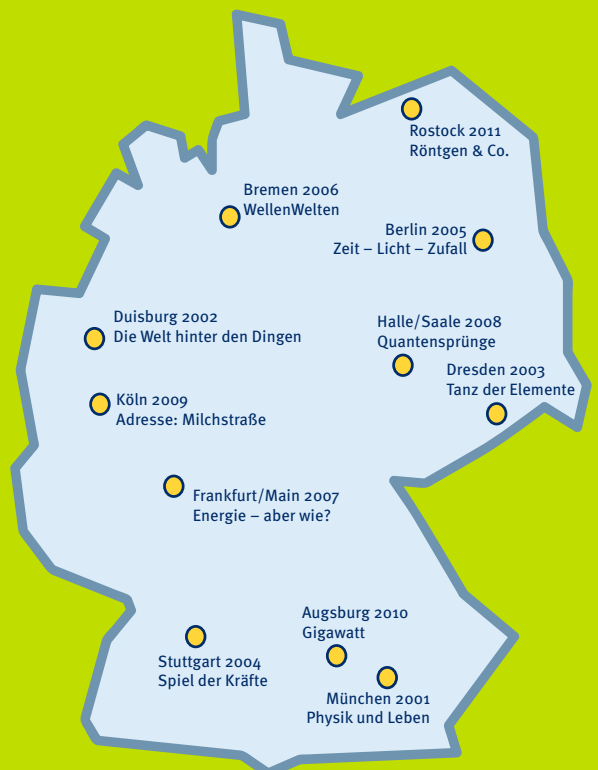 Rostock 2011
Röntgen & Co.
Bremen 2006
WellenWelten
Berlin 2005
Zeit – Licht – Zufall
Duisburg 2002
Die Welt hinter den Dingen
Halle/Saale 2008
Quantensprünge
Dresden 2003
Tanz der Elemente
Köln 2009
Adresse: Milchstraße
Frankfurt/Main 2007
Energie – aber wie?
Augsburg 2010
Gigawatt
Stuttgart 2004
Spiel der Kräfte
München 2001
Physik und Leben